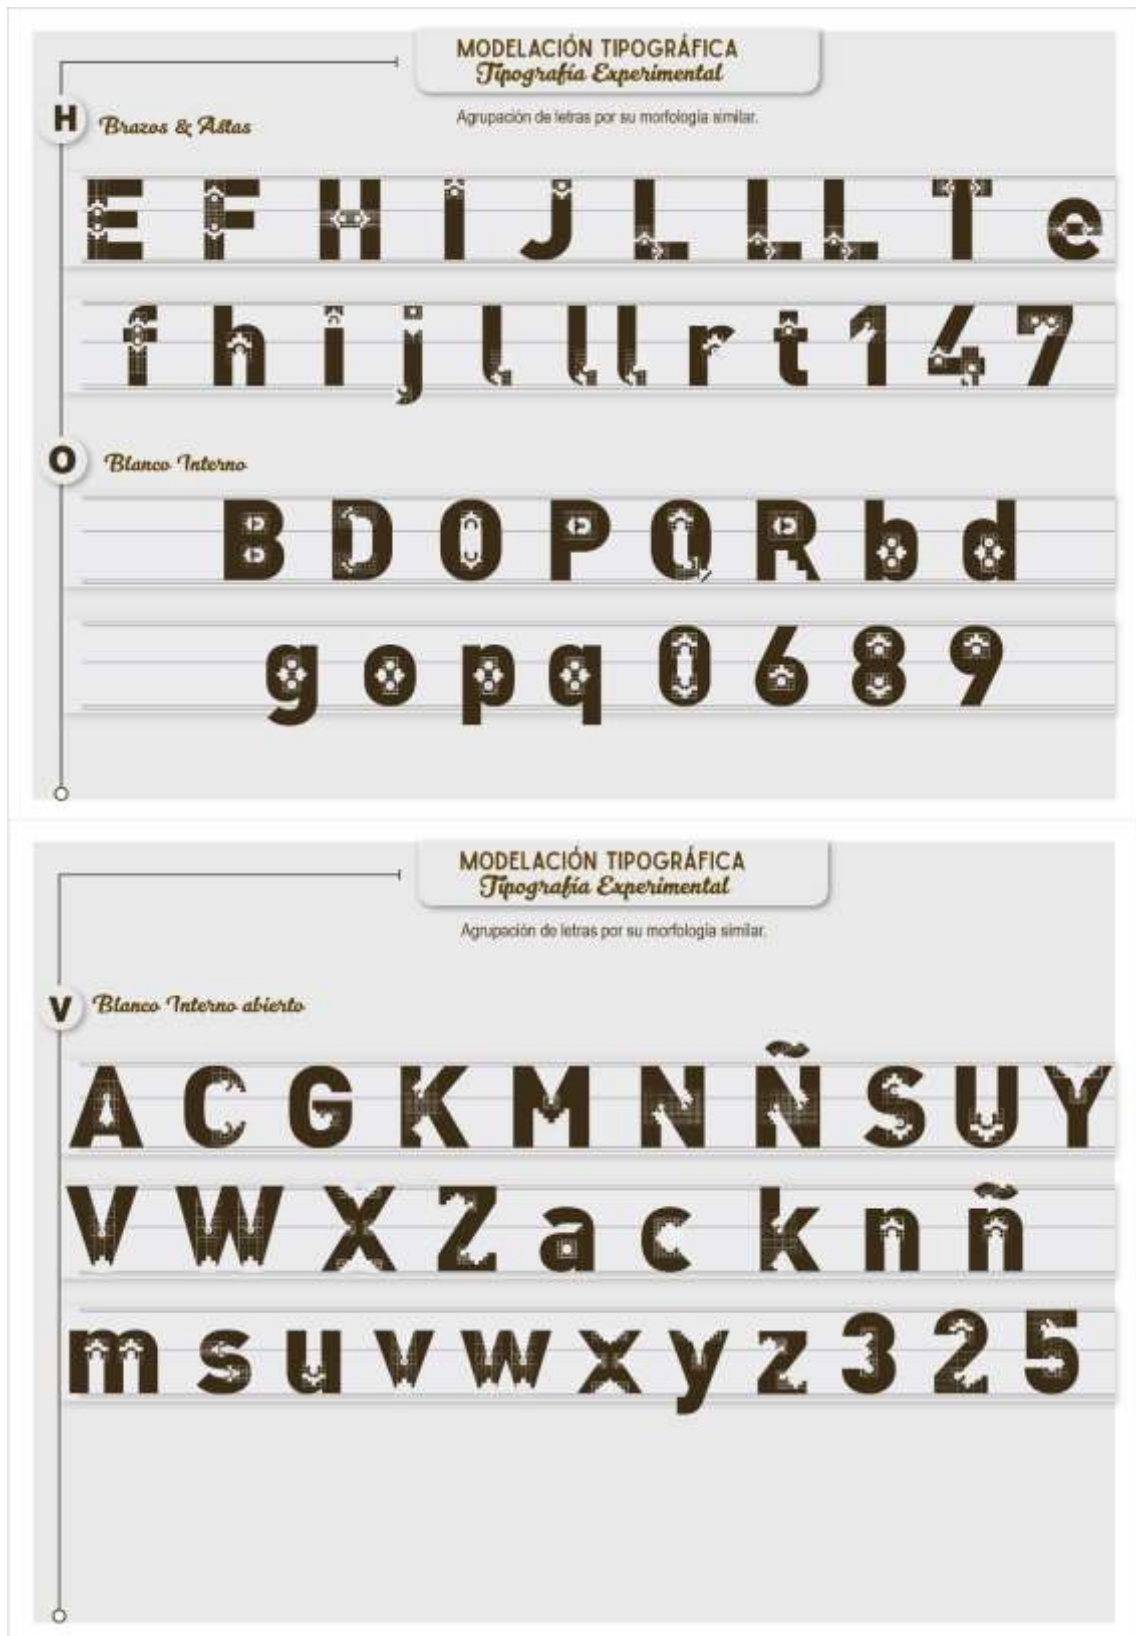 MODELACIÓN TIPOGRÁFICA
Tipografía Experimental
Agrupación de letras por su morfología similar.
H Brazos & Astas
E F H I J L L L T e
f h i j l l l r t 1 4 7
O Blanco Interno
B D O P Q R b d
g o p q 0 6 8 9
MODELACIÓN TIPOGRÁFICA
Tipografía Experimental
Agrupación de letras por su morfología similar.
V Blanco Interno abierto
A C G K M N Ñ S U Y
V W X Z a c k n ñ
m s u v w x y z 3 2 5